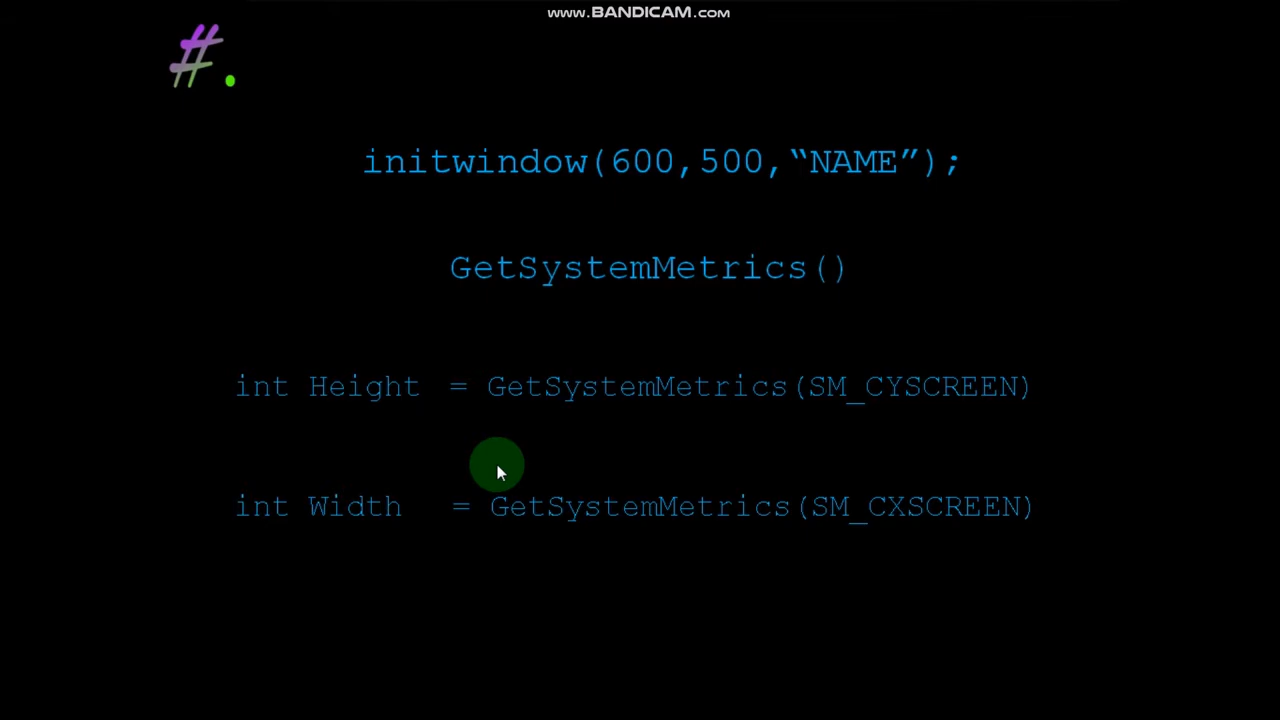 www.BANDICAM.com
#.
initwindow(600,500,“NAME”);
GetSystemMetrics()
int Height = GetSystemMetrics(SM_CYSCREEN)
int Width = GetSystemMetrics(SM_CXSCREEN)